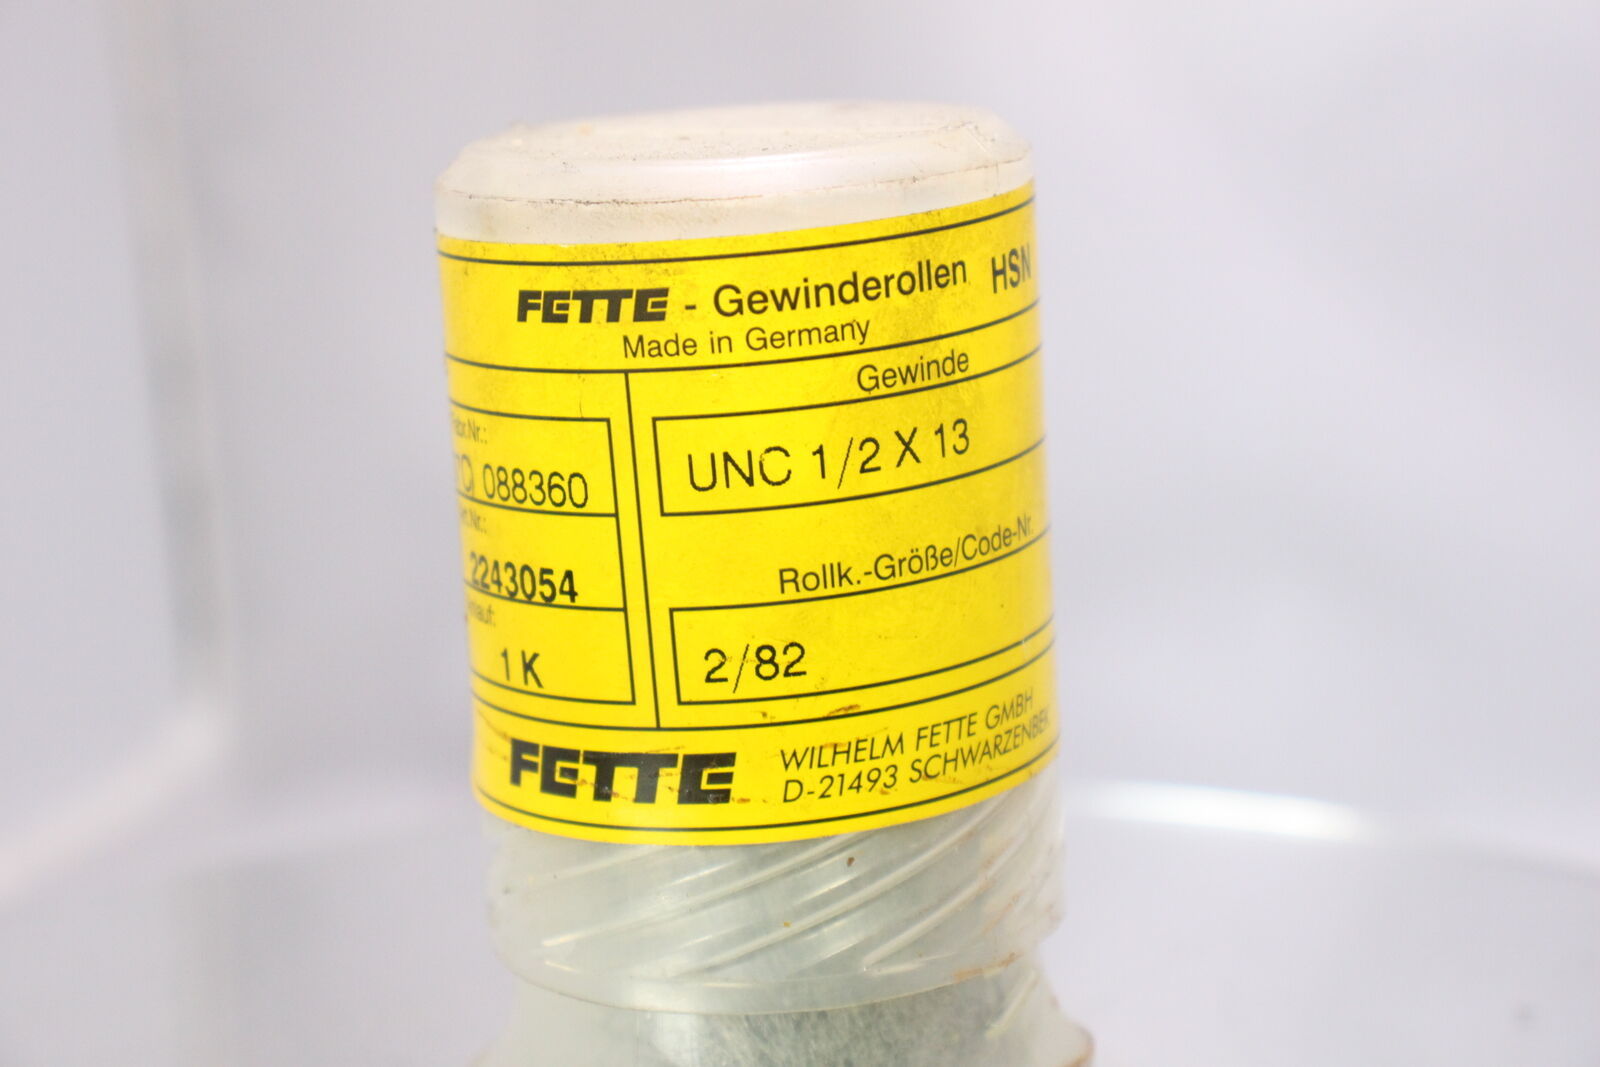 FETTE - Gewinderollen HSN
Made in Germany
Gewinde
UNC 1/2 X 13
Rollk.-Größe/Code-Nr.
2/82
088360
2243054
1 K
FETTE
WILHELM FETTE GMBH
D-21493 SCHWARZENBEK